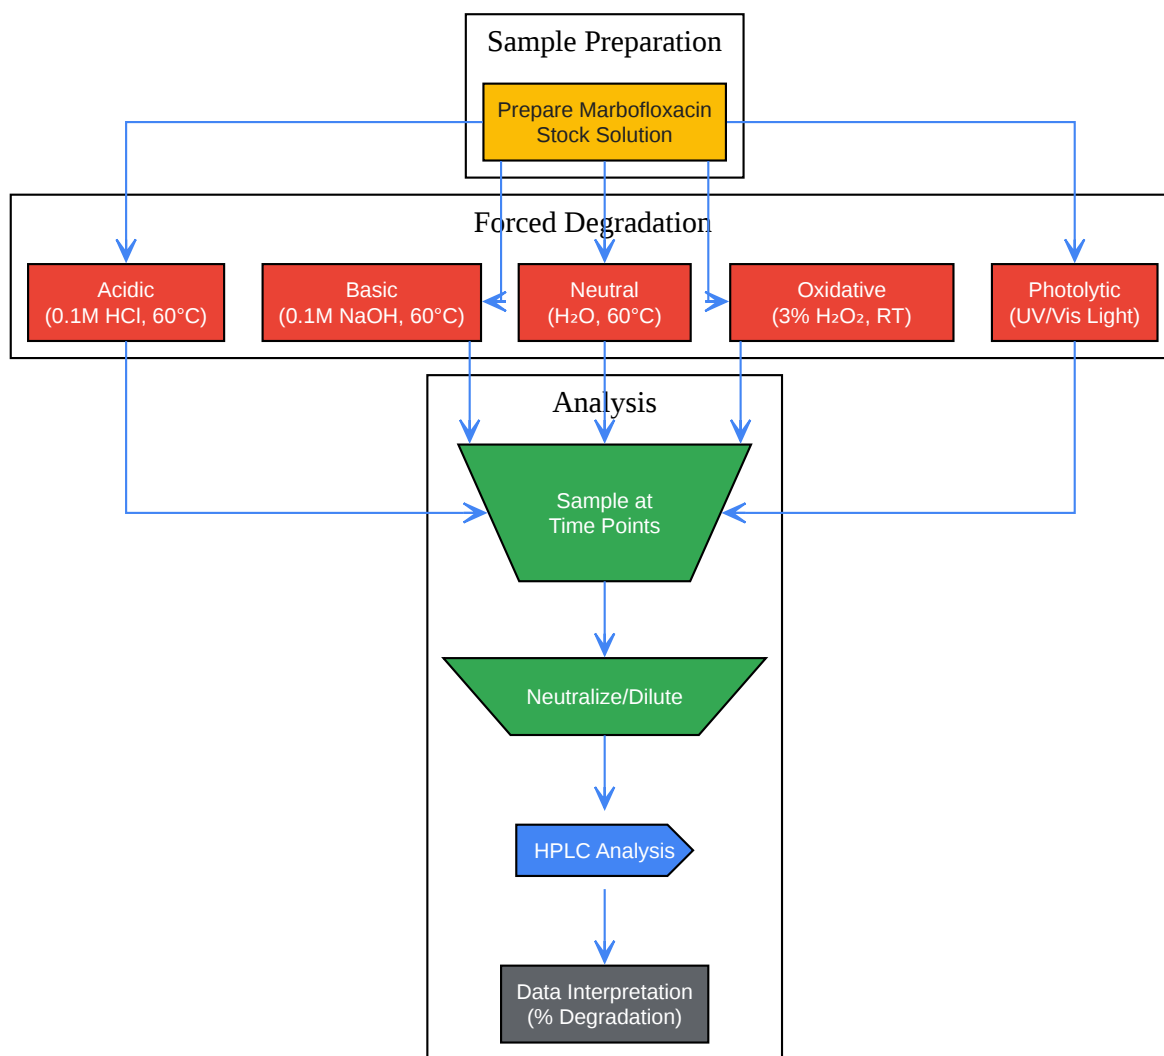 Sample Preparation
Prepare Marbofloxacin
Stock Solution
Forced Degradation
Acidic
(0.1M HCl, 60°C)
Basic
(0.1M NaOH, 60°C)
Neutral
(H₂O, 60°C)
Oxidative
(3% H₂O₂, RT)
Photolytic
(UV/Vis Light)
Analysis
Sample at
Time Points
Neutralize/Dilute
HPLC Analysis
Data Interpretation
(% Degradation)